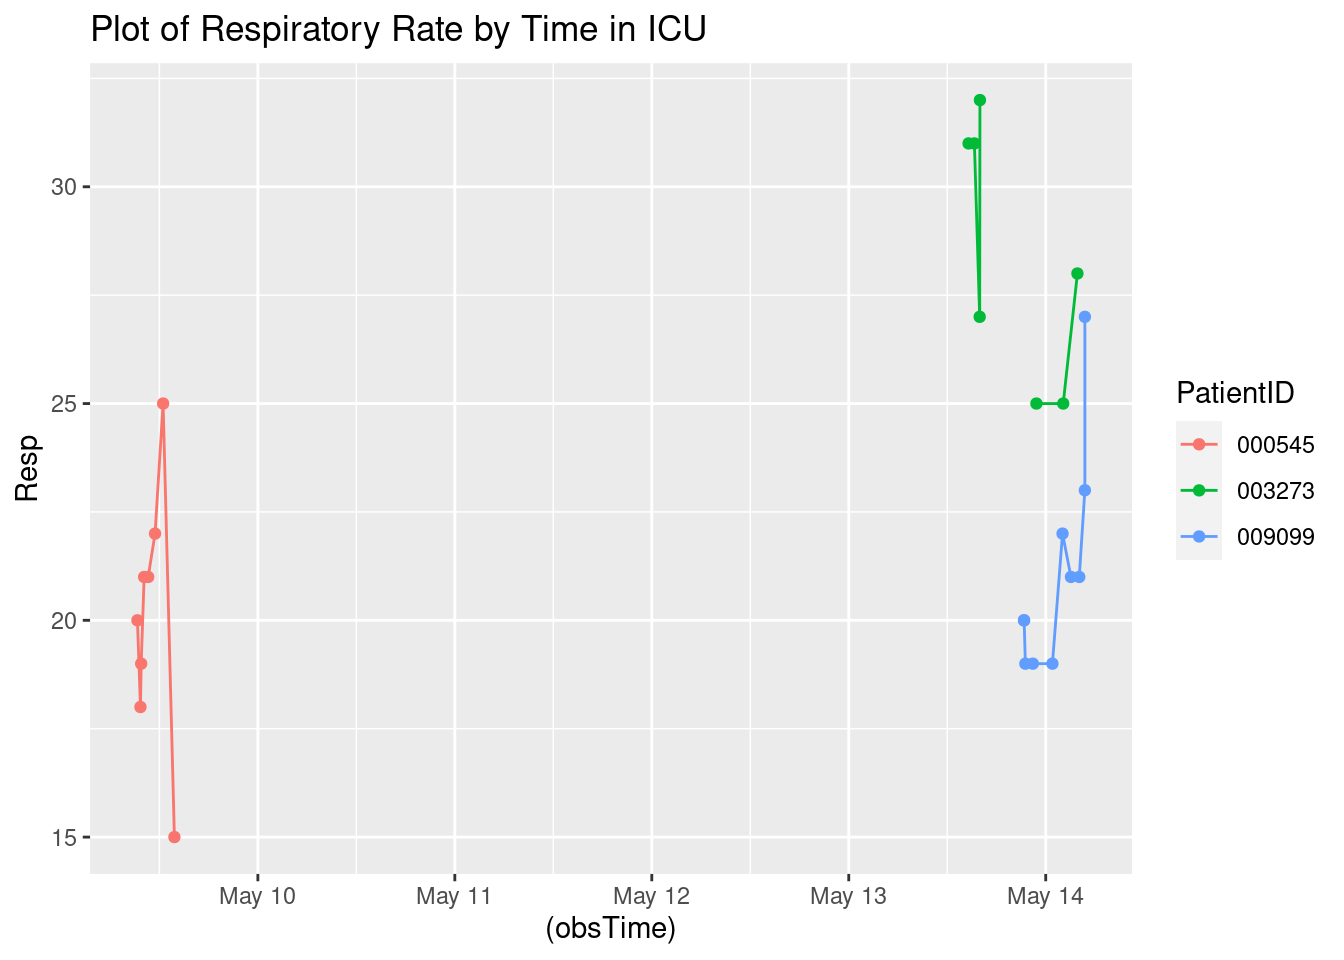 Plot of Respiratory Rate by Time in ICU
30
25
20
15
Resp
May 10
May 11
May 12
May 13
May 14
(obsTime)
PatientID
000545
003273
009099